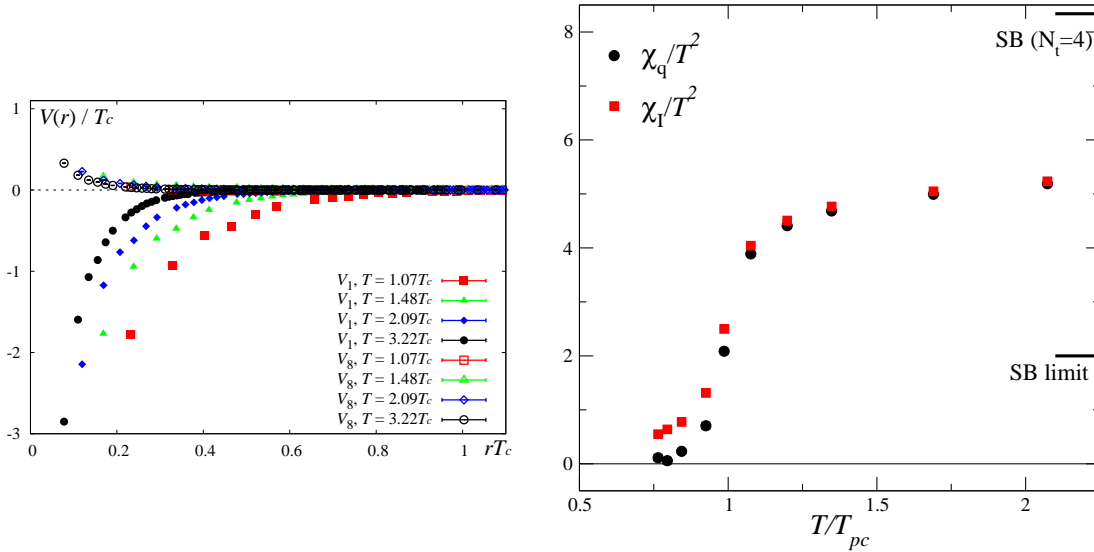 V(r) / T_c
1
0
-1
-2
-3
V_1, T = 1.07T_c
V_1, T = 1.48T_c
V_1, T = 2.09T_c
V_1, T = 3.22T_c
V_8, T = 1.07T_c
V_8, T = 1.48T_c
V_8, T = 2.09T_c
V_8, T = 3.22T_c
0 0.2 0.4 0.6 0.8 1 rT_c
8
6
4
2
0
χ_q/T^2
χ_I/T^2
SB (N_t=4)
SB limit
0.5 1 1.5 2
T/T_pc